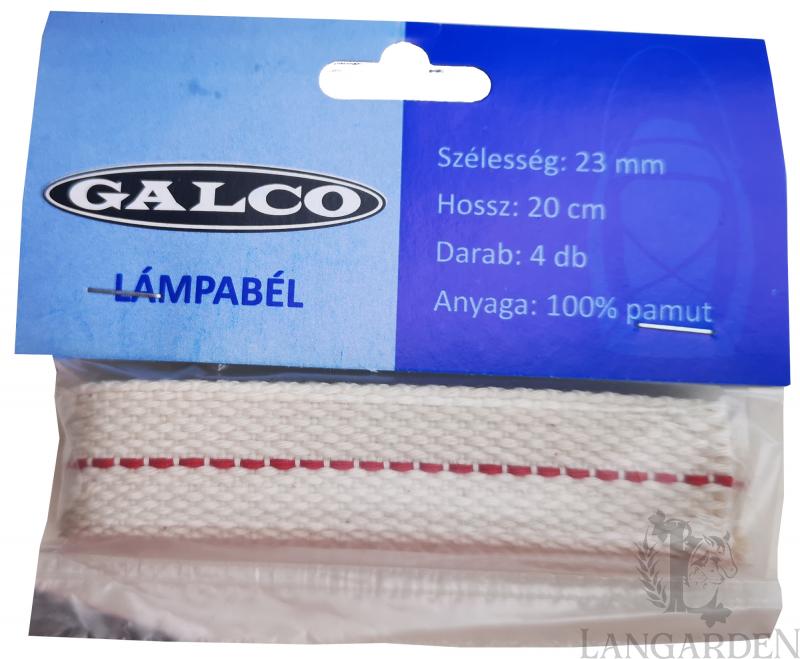 GALCO
LÁMPABÉL
Szélesség: 23 mm
Hossz: 20 cm
Darab: 4 db
Anyaga: 100% pamut
L
LANGARDEN